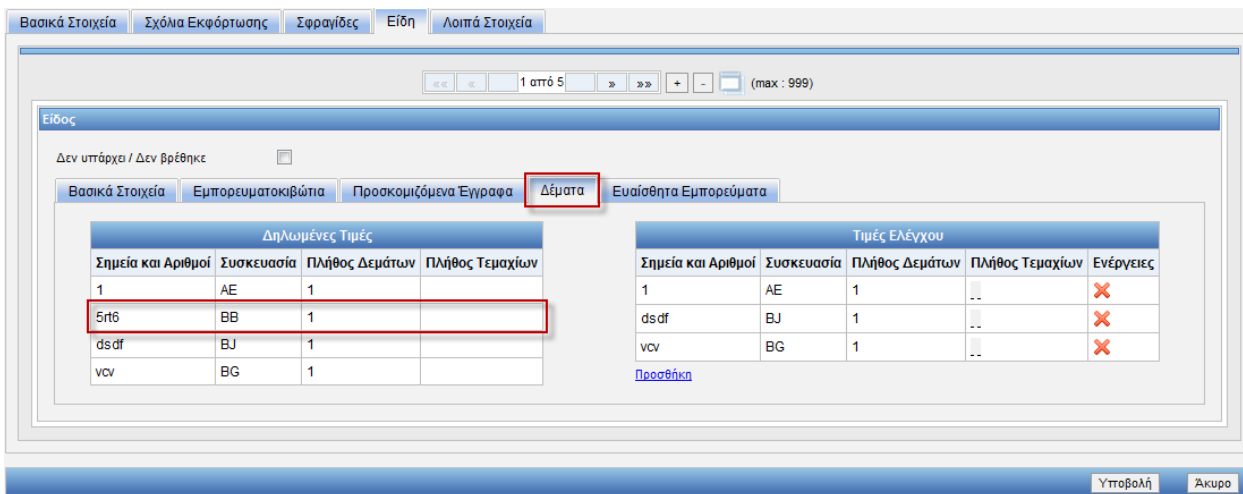 Βασικά Στοιχεία Σχόλια Εκφόρτωσης Σφραγίδες Είδη Λοιπά Στοιχεία
«« « 1 από 5 » »» + - (max : 999)
Είδος
Δεν υπάρχει / Δεν βρέθηκε
Βασικά Στοιχεία Εμπορευματοκιβώτια Προσκομιζόμενα Έγγραφα Δέματα Ευαίσθητα Εμπορεύματα
Δηλωμένες Τιμές Τιμές Ελέγχου
Σημεία και Αριθμοί Συσκευασία Πλήθος Δεμάτων Πλήθος Τεμαχίων Σημεία και Αριθμοί Συσκευασία Πλήθος Δεμάτων Πλήθος Τεμαχίων Ενέργειες
1 AE 1 1 AE 1 --
5rt6 BB 1 dsdf BJ 1 --
dsdf BJ 1 vcv BG 1 --
vcv BG 1 Προσθήκη
Υποβολή Άκυρο